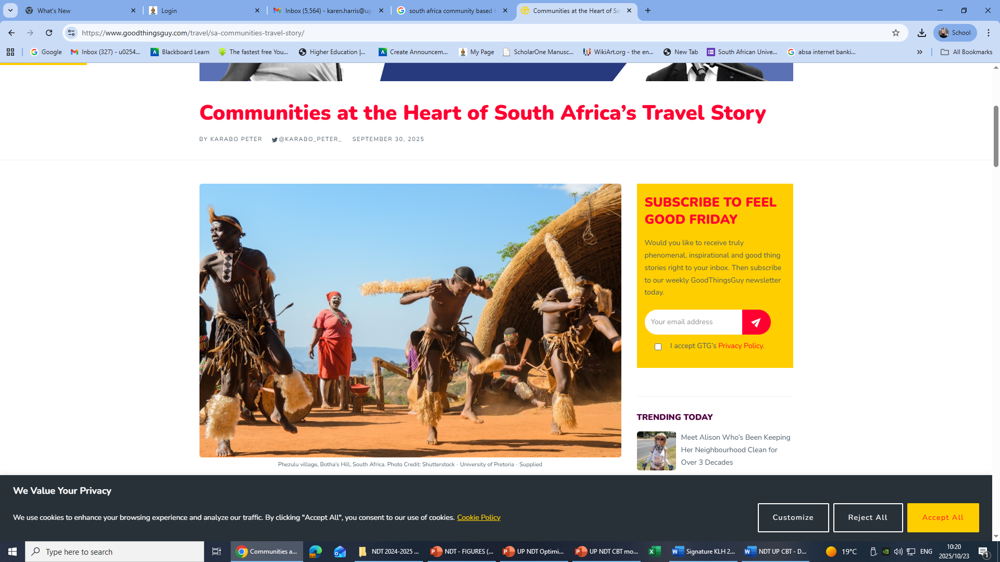 What's New
Login
Inbox (5,564) - karen.harris@up
south africa community based
Communities at the Heart of So
https://www.goodthingsguy.com/travel/sa-communities-travel-story/
School
Google
Inbox (327) - u0254...
Blackboard Learn
The fastest free You...
Higher Education |...
Create Announcem...
My Page
ScholarOne Manusc...
WikiArt.org - the en...
New Tab
South African Unive...
absa internet banki...
All Bookmarks
Communities at the Heart of South Africa’s Travel Story
BY KARABO PETER @KARABO_PETER_ SEPTEMBER 30, 2025
Phezulu village, Botha’s Hill, South Africa. Photo Credit: Shutterstock - University of Pretoria - Supplied
SUBSCRIBE TO FEEL
GOOD FRIDAY
Would you like to receive truly
phenomenal, inspirational and good thing
stories right to your inbox. Then subscribe
to our weekly GoodThingsGuy newsletter
today.
Your email address
I accept GTG’s Privacy Policy.
TRENDING TODAY
Meet Alison Who’s Been Keeping
Her Neighbourhood Clean for
Over 3 Decades
We Value Your Privacy
We use cookies to enhance your browsing experience and analyze our traffic. By clicking "Accept All", you consent to our use of cookies. Cookie Policy
Customize
Reject All
Accept All
Type here to search
Communities a...
NDT 2024-2025 ...
NDT - FIGURES (...
UP NDT Optimi...
UP NDT CBT mo...
Signature KLH 2...
NDT UP CBT - D...
19°C
ENG
10:20
2025/10/23
1